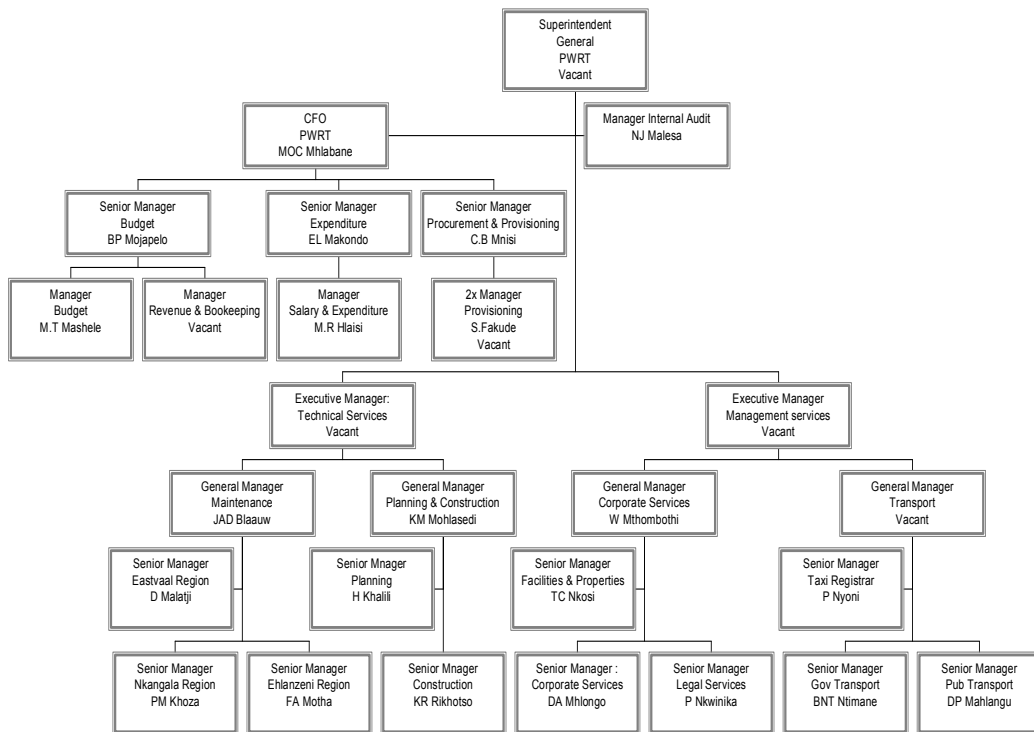 Superintendent
General
PWRT
Vacant
CFO
PWRT
MOC Mhlabane
Manager Internal Audit
NJ Malesa
Senior Manager
Budget
BP Mojapelo
Senior Manager
Expenditure
EL Makondo
Senior Manager
Procurement & Provisioning
C.B Mnisi
Manager
Budget
M.T Mashele
Manager
Revenue & Bookeeping
Vacant
Manager
Salary & Expenditure
M.R Hlaisi
2x Manager
Provisioning
S.Fakude
Vacant
Executive Manager:
Technical Services
Vacant
Executive Manager
Management services
Vacant
General Manager
Maintenance
JAD Blaauw
General Manager
Planning & Construction
KM Mohlasedi
General Manager
Corporate Services
W Mthombothi
General Manager
Transport
Vacant
Senior Manager
Eastvaal Region
D Malatji
Senior Mnager
Planning
H Khalili
Senior Manager
Facilities & Properties
TC Nkosi
Senior Manager
Taxi Registrar
P Nyoni
Senior Manager
Nkangala Region
PM Khoza
Senior Manager
Ehlanzeni Region
FA Motha
Senior Mnager
Construction
KR Rikhotso
Senior Manager :
Corporate Services
DA Mhlongo
Senior Manager
Legal Services
P Nkwinika
Senior Manager
Gov Transport
BNT Ntimane
Senior Manager
Pub Transport
DP Mahlangu